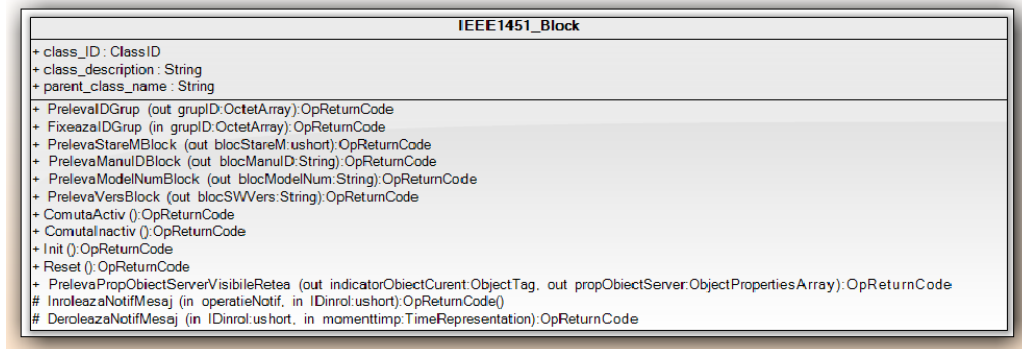 IEEE1451_Block
+ class_ID : ClassID
+ class_description : String
+ parent_class_name : String
+ PrelevaIDGrup (out grupID:OctetArray):OpReturnCode
+ FixeazaIDGrup (in grupID:OctetArray):OpReturnCode
+ PrelevaStareMBlock (out blocStareM:ushort):OpReturnCode
+ PrelevaManuIDBlock (out blocManuID:String):OpReturnCode
+ PrelevaModelNumBlock (out blocModelNum:String):OpReturnCode
+ PrelevaVersBlock (out blocSWVers:String):OpReturnCode
+ ComutaActiv ():OpReturnCode
+ ComutaInactiv ():OpReturnCode
+ Init ():OpReturnCode
+ Reset ():OpReturnCode
+ PrelevaPropObiectServerVisibileRetea (out indicatorObiectCurent:ObjectTag, out propObiectServer:ObjectPropertiesArray):OpReturnCode
# InroleazaNotifMesaj (in operatieNotif, in IDinrol:ushort):OpReturnCode()
# DeroleazaNotifMesaj (in IDinrol:ushort, in momenttimp:TimeRepresentation):OpReturnCode